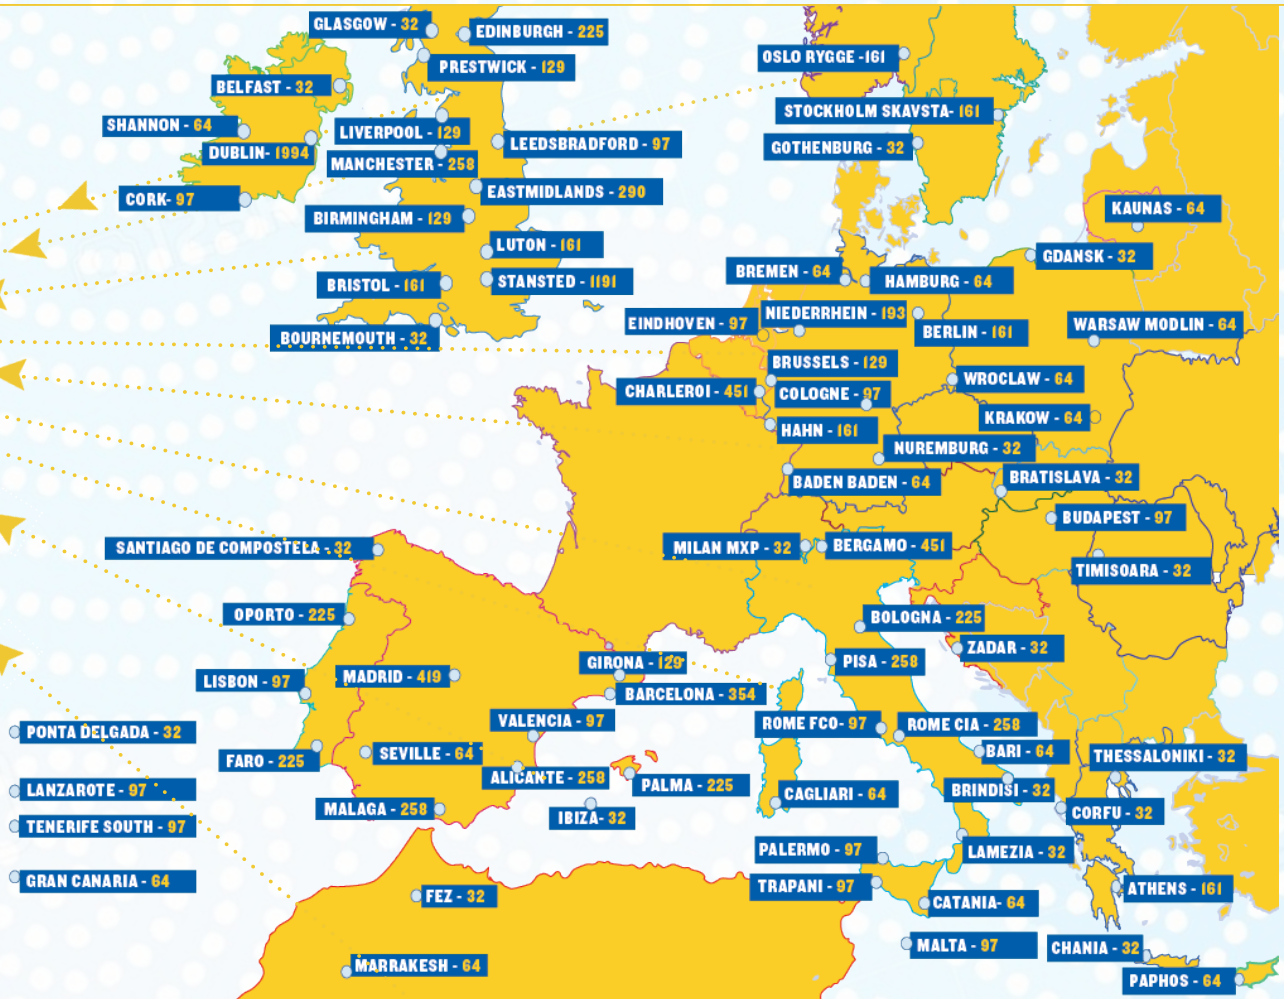 GLASGOW - 32
EDINBURGH - 225
PRESTWICK - 129
OSLO RYGGE -161
BELFAST - 32
STOCKHOLM SKAVSTA- 161
SHANNON - 64
LIVERPOOL - 129
LEEDSBRADFORD - 97
GOTHENBURG - 32
DUBLIN- 1994
MANCHESTER - 258
CORK- 97
EASTMIDLANDS - 290
KAUNAS - 64
BIRMINGHAM - 129
LUTON - 161
GDANSK - 32
BREMEN - 64
HAMBURG - 64
BRISTOL - 161
STANSTED - 1191
NIEDERRHEIN - 193
EINDHOVEN - 97
BERLIN - 161
WARSAW MODLIN - 64
BOURNEMOUTH - 32
BRUSSELS - 129
WROCLAW - 64
CHARLEROI - 451
COLOGNE - 97
KRAKOW - 64
HAHN - 161
NUREMBURG - 32
BADEN BADEN - 64
BRATISLAVA - 32
BUDAPEST - 97
SANTIAGO DE COMPOSTELA - 32
MILAN MXP - 32
BERGAMO - 451
TIMISOARA - 32
OPORTO - 225
BOLOGNA - 225
ZADAR - 32
GIRONA - 129
PISA - 258
LISBON - 97
MADRID - 419
BARCELONA - 354
VALENCIA - 97
ROME FCO- 97
ROME CIA - 258
PONTA DELGADA - 32
FARO - 225
SEVILLE - 64
BARI - 64
THESSALONIKI - 32
ALICANTE - 258
PALMA - 225
LANZAROTE - 97
CAGLIARI - 64
BRINDISI - 32
MALAGA - 258
IBIZA- 32
CORFU - 32
TENERIFE SOUTH - 97
PALERMO - 97
LAMEZIA - 32
GRAN CANARIA - 64
TRAPANI - 97
ATHENS - 161
FEZ - 32
CATANIA- 64
MALTA - 97
CHANIA - 32
MARRAKESH - 64
PAPHOS - 64